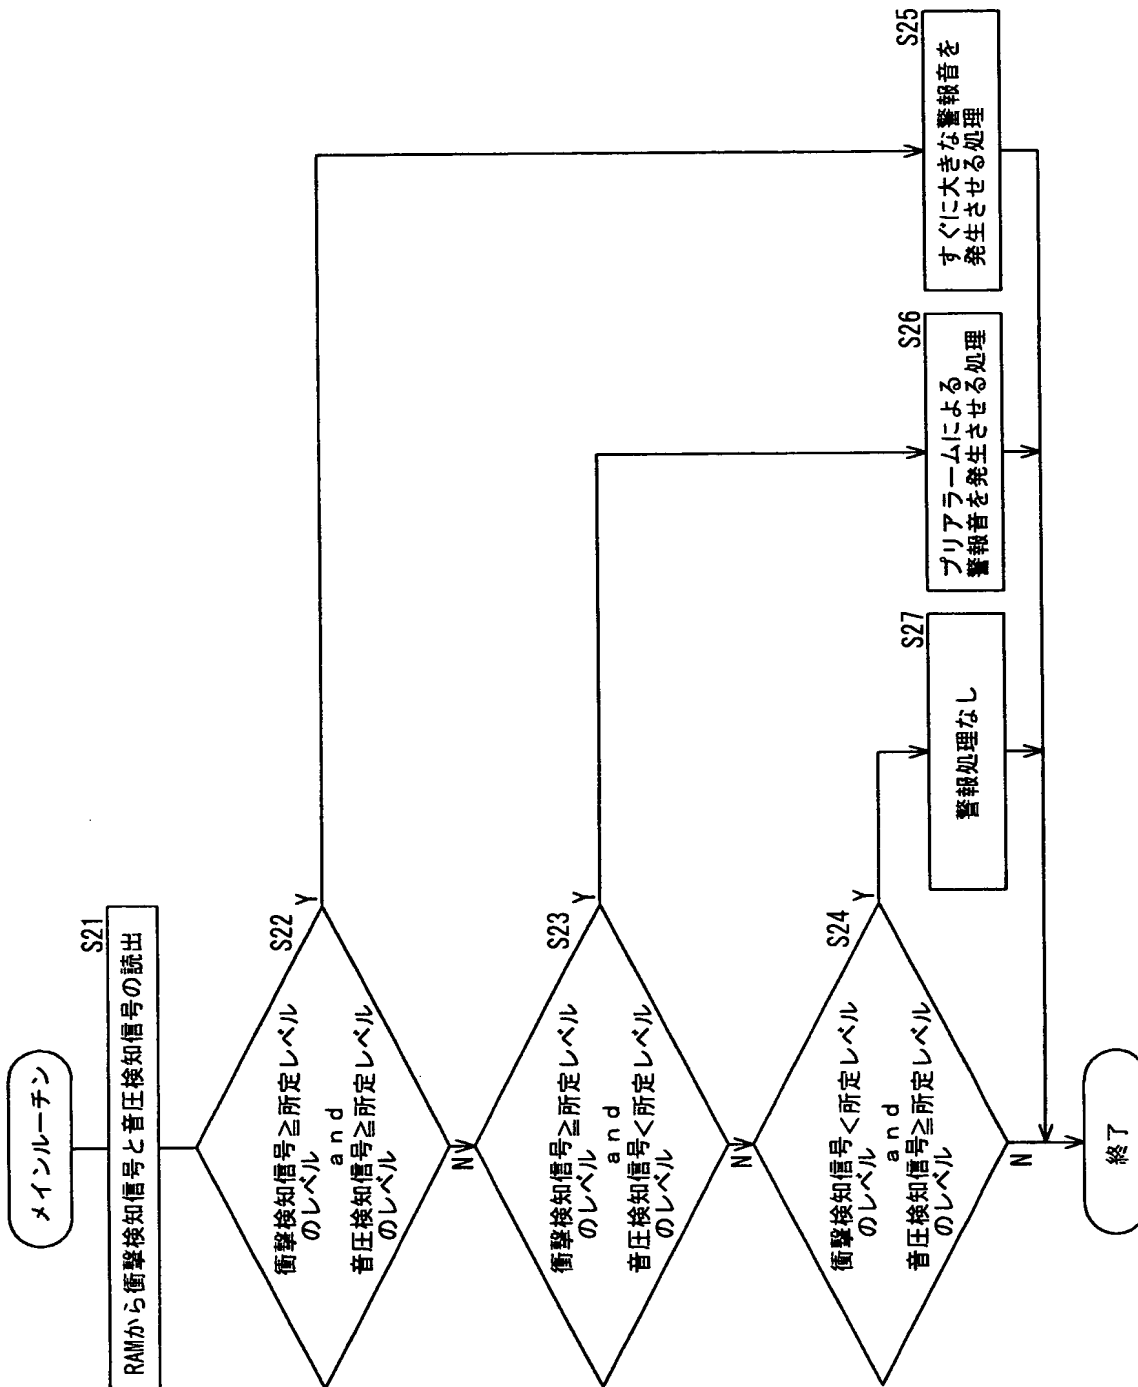 メインルーチン
S21
RAMから衝撃検知信号と音圧検知信号の読出
S22
衝撃検知信号≧所定レベル
のレベル
and
音圧検知信号≧所定レベル
のレベル
Y
N
S23
衝撃検知信号≧所定レベル
のレベル
and
音圧検知信号<所定レベル
のレベル
Y
N
S24
衝撃検知信号<所定レベル
のレベル
and
音圧検知信号≧所定レベル
のレベル
Y
N
S25
すぐに大きな警報音を
発生させる処理
S26
プリアラームによる
警報音を発生させる処理
S27
警報処理なし
終了